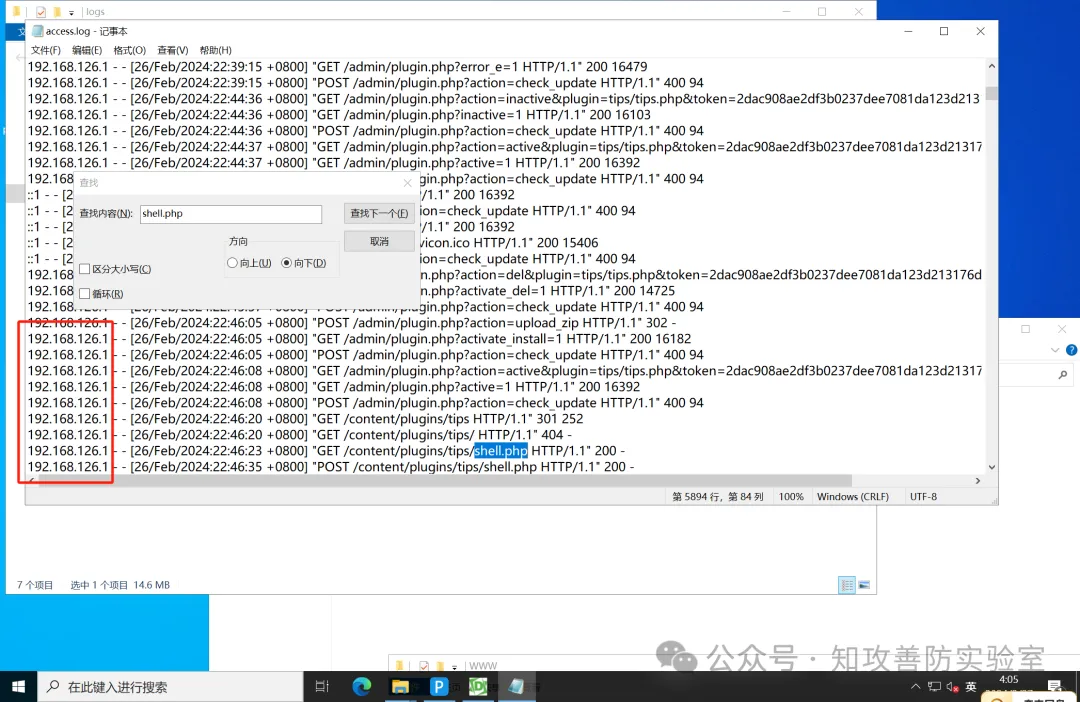 logs
access.log - 记事本
文件(F) 编辑(E) 格式(O) 查看(V) 帮助(H)
192.168.126.1 - - [26/Feb/2024:22:39:15 +0800] "GET /admin/plugin.php?error_e=1 HTTP/1.1" 200 16479
192.168.126.1 - - [26/Feb/2024:22:39:15 +0800] "POST /admin/plugin.php?action=check_update HTTP/1.1" 400 94
192.168.126.1 - - [26/Feb/2024:22:44:36 +0800] "GET /admin/plugin.php?action=inactive&plugin=tips/tips.php&token=2dac908ae2df3b0237dee7081da123d213
192.168.126.1 - - [26/Feb/2024:22:44:36 +0800] "GET /admin/plugin.php?inactive=1 HTTP/1.1" 200 16103
192.168.126.1 - - [26/Feb/2024:22:44:36 +0800] "POST /admin/plugin.php?action=check_update HTTP/1.1" 400 94
192.168.126.1 - - [26/Feb/2024:22:44:37 +0800] "GET /admin/plugin.php?action=active&plugin=tips/tips.php&token=2dac908ae2df3b0237dee7081da123d21317
192.168.126.1 - - [26/Feb/2024:22:44:37 +0800] "GET /admin/plugin.php?active=1 HTTP/1.1" 200 16392
192.168 gin.php?action=check_update HTTP/1.1" 400 94
::1 - - [2 P/1.1" 200 16392
::1 - - [2 ion=check_update HTTP/1.1" 400 94
::1 - - [2 P/1.1" 200 16392
::1 - - [2 vicon.ico HTTP/1.1" 200 15406
::1 - - [2 ion=check_update HTTP/1.1" 400 94
192.168 gin.php?action=del&plugin=tips/tips.php&token=2dac908ae2df3b0237dee7081da123d213176d
192.168 gin.php?activate_del=1 HTTP/1.1" 200 14725
查找
查找内容(N): shell.php 查找下一个(F)
方向 取消
向上(U) 向下(D)
区分大小写(C)
循环(R)
192.168.126.1 - - [26/Feb/2024:22:45:57 +0800] "POST /admin/plugin.php?action=check_update HTTP/1.1" 400 94
192.168.126.1 - - [26/Feb/2024:22:46:05 +0800] "POST /admin/plugin.php?action=upload_zip HTTP/1.1" 302 -
192.168.126.1 - - [26/Feb/2024:22:46:05 +0800] "GET /admin/plugin.php?activate_install=1 HTTP/1.1" 200 16182
192.168.126.1 - - [26/Feb/2024:22:46:05 +0800] "POST /admin/plugin.php?action=check_update HTTP/1.1" 400 94
192.168.126.1 - - [26/Feb/2024:22:46:08 +0800] "GET /admin/plugin.php?action=active&plugin=tips/tips.php&token=2dac908ae2df3b0237dee7081da123d21317
192.168.126.1 - - [26/Feb/2024:22:46:08 +0800] "GET /admin/plugin.php?active=1 HTTP/1.1" 200 16392
192.168.126.1 - - [26/Feb/2024:22:46:08 +0800] "POST /admin/plugin.php?action=check_update HTTP/1.1" 400 94
192.168.126.1 - - [26/Feb/2024:22:46:20 +0800] "GET /content/plugins/tips HTTP/1.1" 301 252
192.168.126.1 - - [26/Feb/2024:22:46:20 +0800] "GET /content/plugins/tips/ HTTP/1.1" 404 -
192.168.126.1 - - [26/Feb/2024:22:46:23 +0800] "GET /content/plugins/tips/shell.php HTTP/1.1" 200 -
192.168.126.1 - - [26/Feb/2024:22:46:35 +0800] "POST /content/plugins/tips/shell.php HTTP/1.1" 200 -
第 5894 行，第 84 列 100% Windows (CRLF) UTF-8
7 个项目 选中 1 个项目 14.6 MB
WWW
公众号 · 知攻善防实验室
在此键入进行搜索
英
4:05